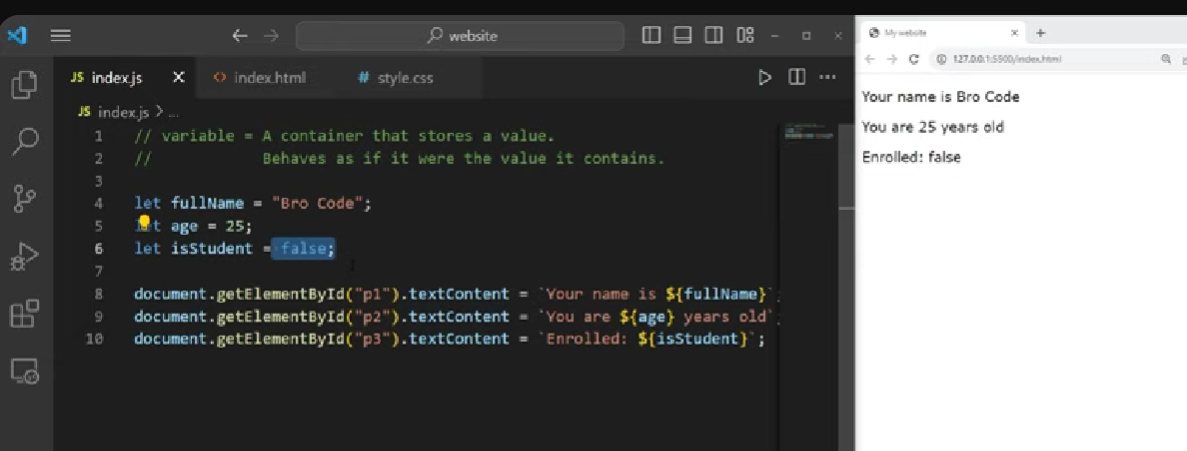 website
JS index.js
index.html
# style.css
JS index.js > ...
1 // variable = A container that stores a value.
2 // Behaves as if it were the value it contains.
3
4 let fullName = "Bro Code";
5 let age = 25;
6 let isStudent = false;
7
8 document.getElementById("p1").textContent = `Your name is ${fullName}`;
9 document.getElementById("p2").textContent = `You are ${age} years old`;
10 document.getElementById("p3").textContent = `Enrolled: ${isStudent}`;
My website
127.0.0.1:5500/index.html
Your name is Bro Code
You are 25 years old
Enrolled: false